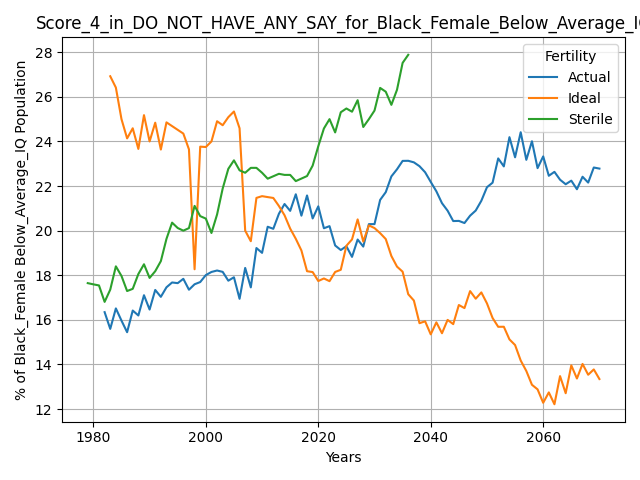 Score_4_in_DO_NOT_HAVE_ANY_SAY_for_Black_Female_Below_Average_IQ
Fertility
Actual
Ideal
Sterile
% of Black_Female Below_Average_IQ Population
28
26
24
22
20
18
16
14
12
1980
2000
2020
2040
2060
Years